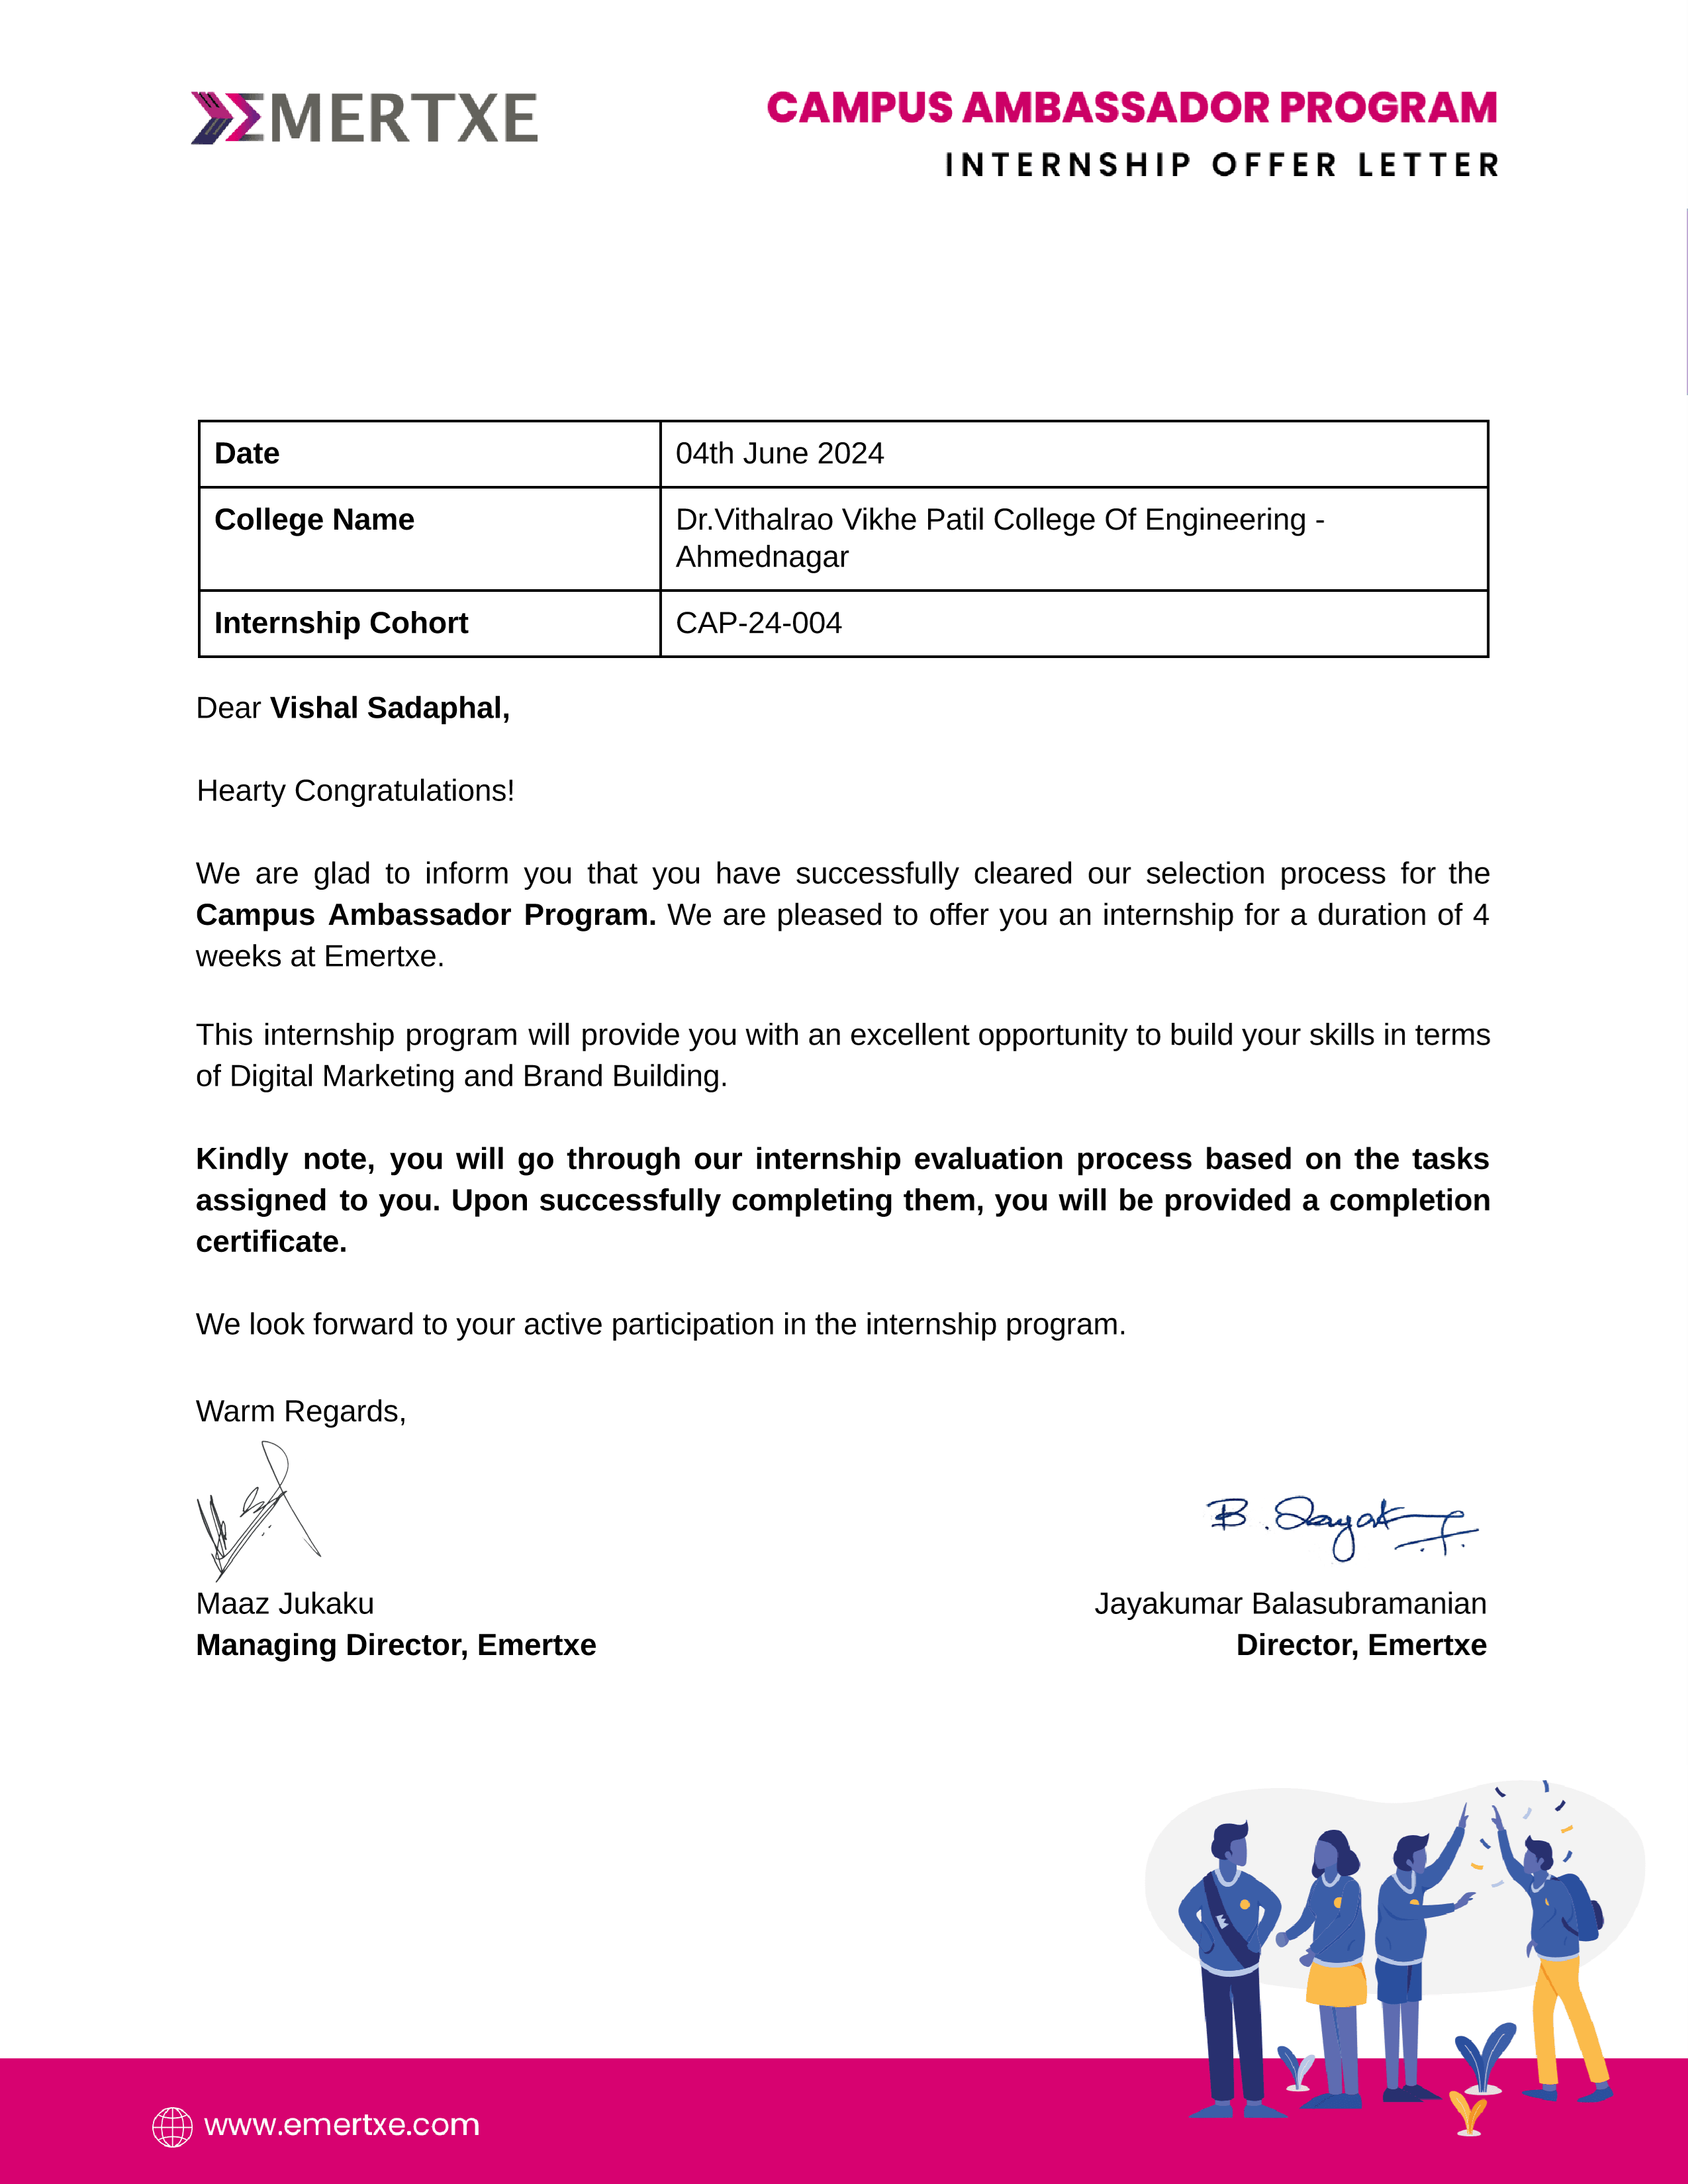 EMERTXE
CAMPUS AMBASSADOR PROGRAM
INTERNSHIP OFFER LETTER
Date 04th June 2024
College Name Dr.Vithalrao Vikhe Patil College Of Engineering -
Ahmednagar
Internship Cohort CAP-24-004
Dear Vishal Sadaphal,
Hearty Congratulations!
We are glad to inform you that you have successfully cleared our selection process for the
Campus Ambassador Program. We are pleased to offer you an internship for a duration of 4
weeks at Emertxe.
This internship program will provide you with an excellent opportunity to build your skills in terms
of Digital Marketing and Brand Building.
Kindly note, you will go through our internship evaluation process based on the tasks
assigned to you. Upon successfully completing them, you will be provided a completion
certificate.
We look forward to your active participation in the internship program.
Warm Regards,
Maaz Jukaku
Managing Director, Emertxe
B. Jayak
Jayakumar Balasubramanian
Director, Emertxe
www.emertxe.com